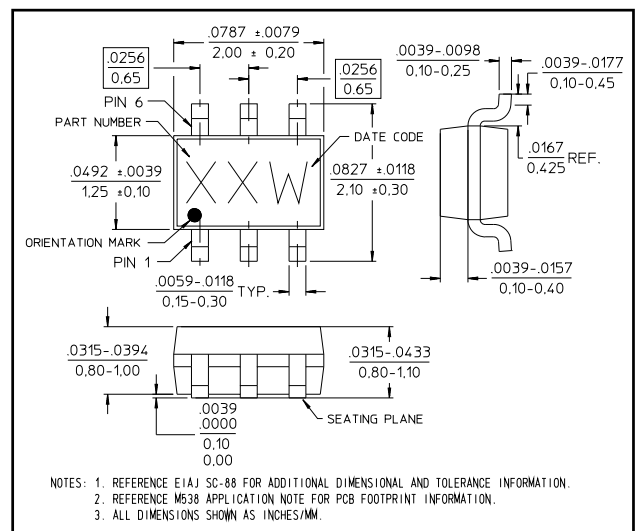 .0787 ±.0079
2,00 ± 0,20
.0256
0.65
.0256
0.65
.0039-.0098
0,10-0,25
.0039-.0177
0,10-0,45
PIN 6
PART NUMBER
DATE CODE
.0492 ±.0039
1,25 ±0,10
XXW
.0827 ±.0118
2,10 ±0,30
.0167
0,425 REF.
ORIENTATION MARK
PIN 1
.0059-.0118
0,15-0,30 TYP.
.0039-.0157
0,10-0,40
.0315-.0394
0,80-1,00
.0315-.0433
0,80-1,10
.0039
.0000
0,10
0,00
SEATING PLANE
NOTES: 1. REFERENCE EIAJ SC-88 FOR ADDITIONAL DIMENSIONAL AND TOLERANCE INFORMATION.
2. REFERENCE M538 APPLICATION NOTE FOR PCB FOOTPRINT INFORMATION.
3. ALL DIMENSIONS SHOWN AS INCHES/MM.